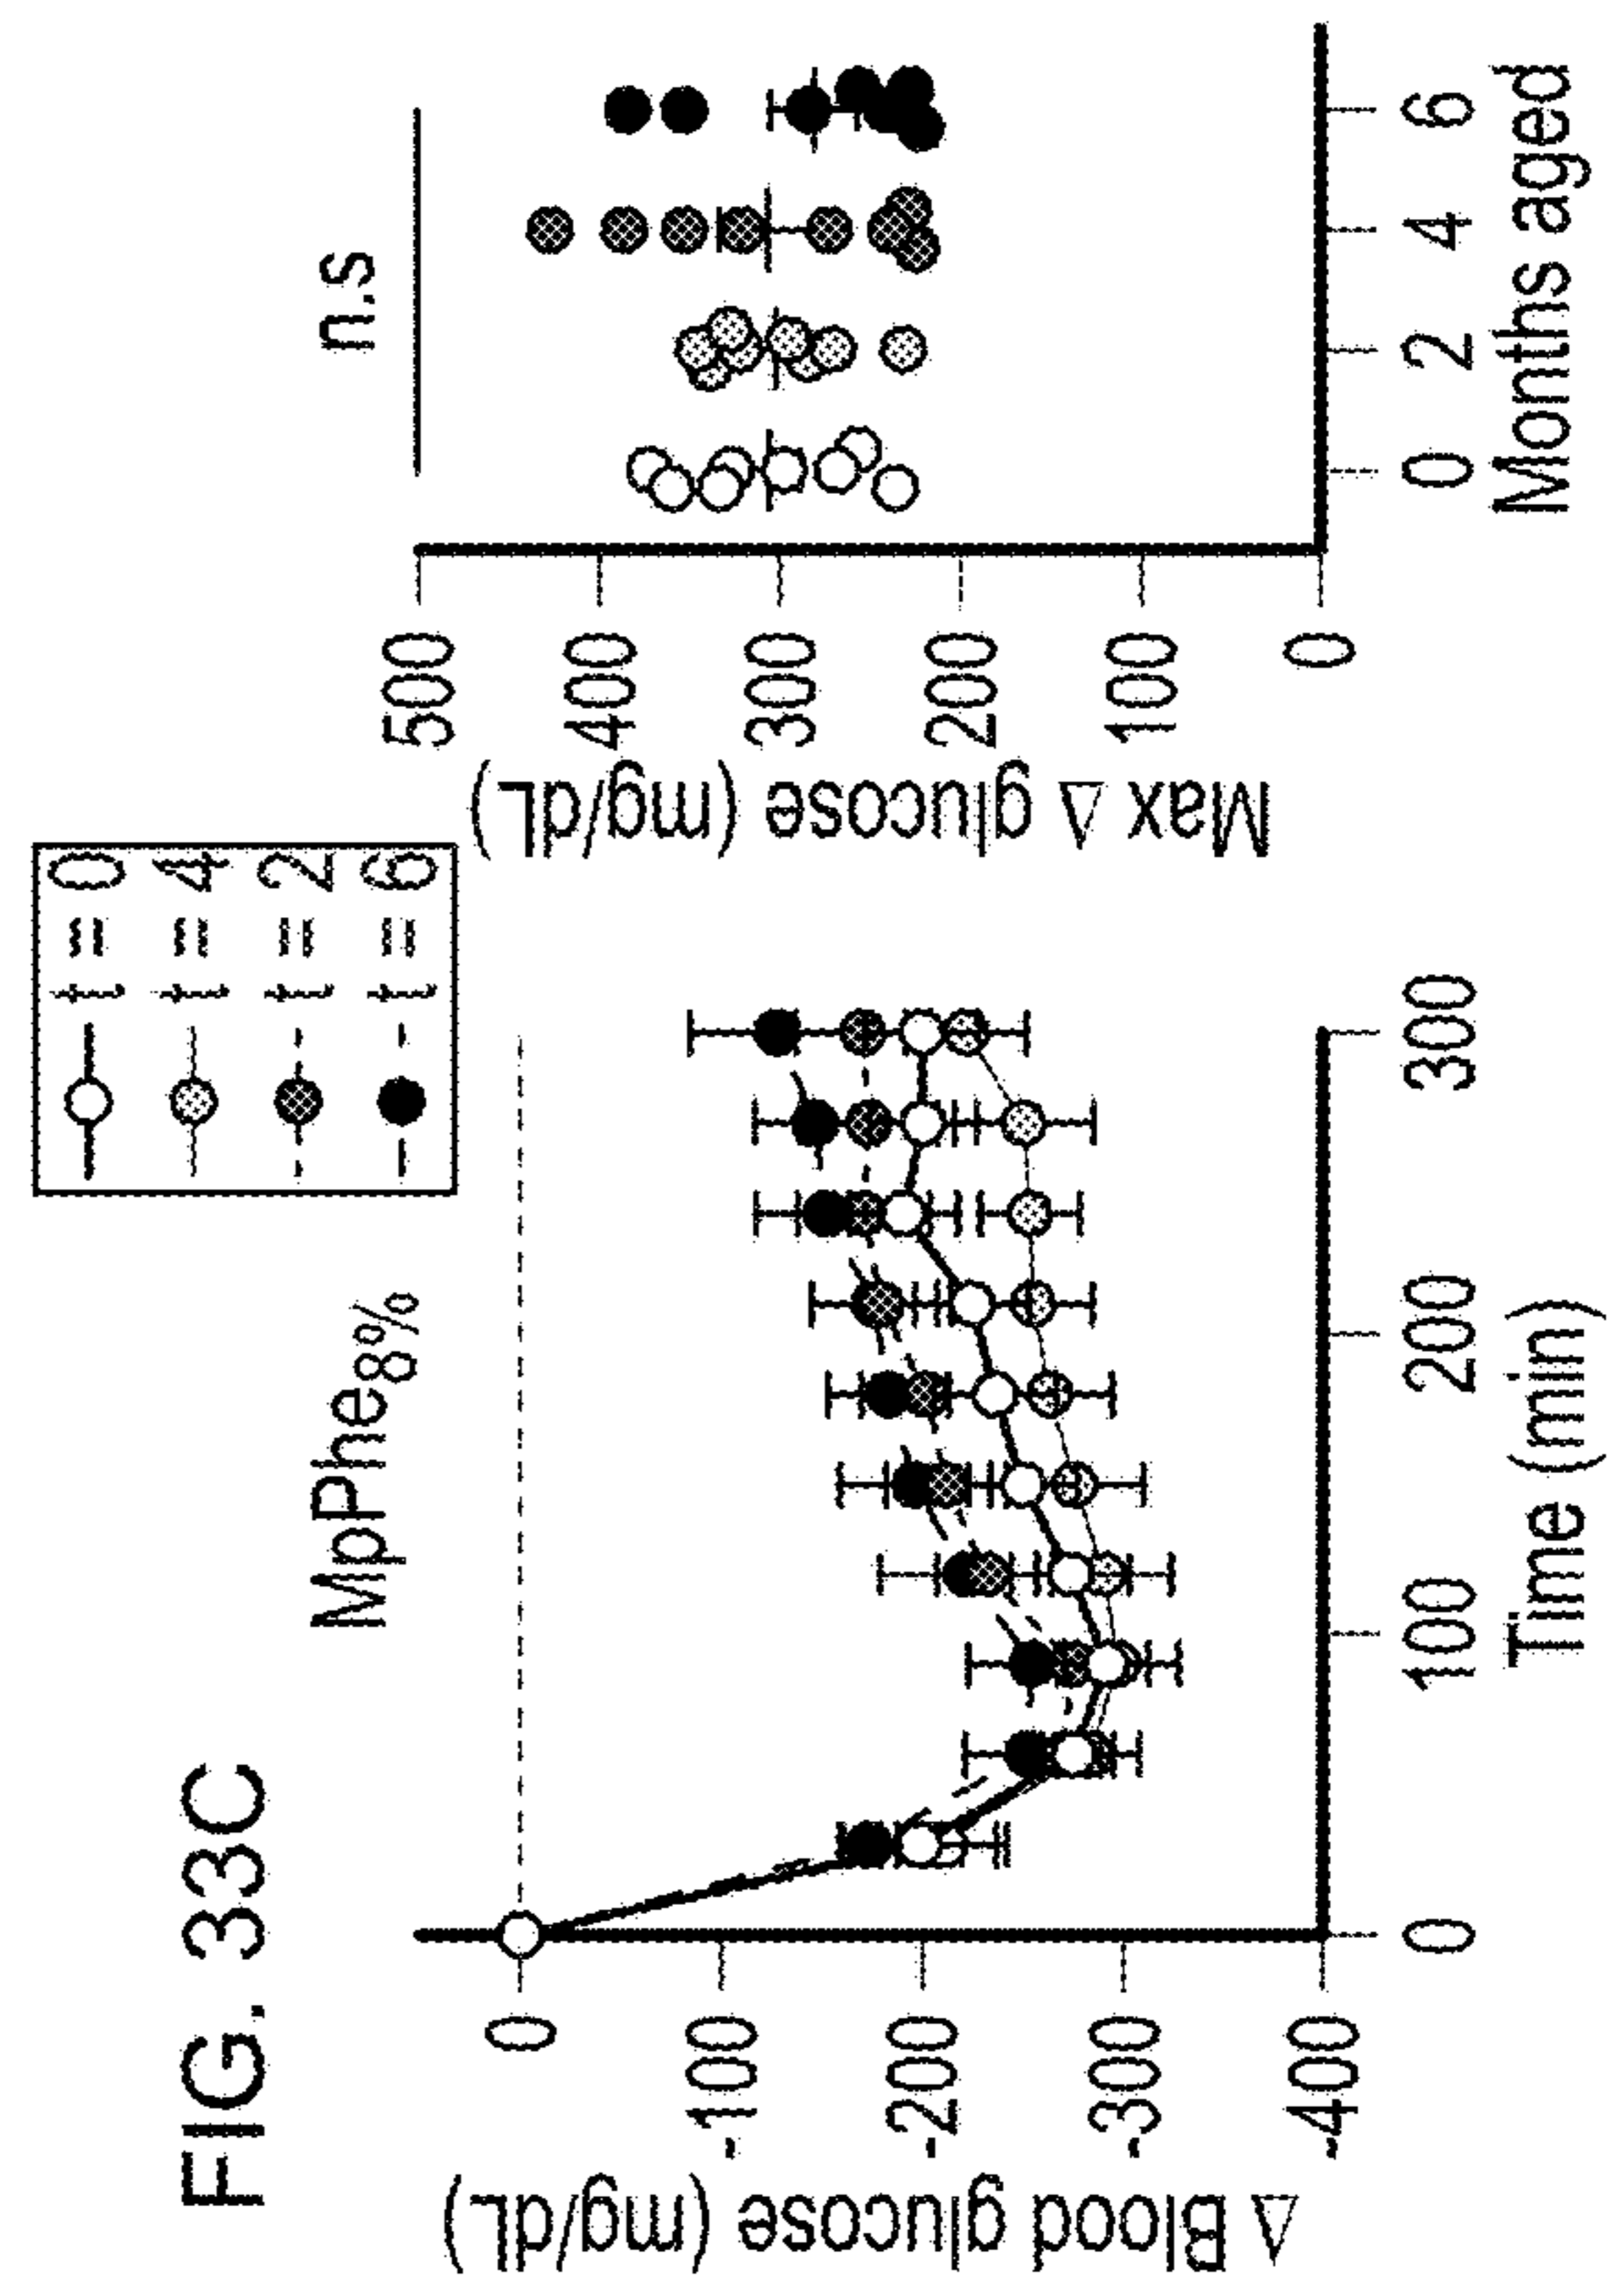 FIG. 33C
MpPhe8%
t = 0
t = 4
t = 2
t = 6
Δ Blood glucose (mg/dL)
0
-100
-200
-300
-400
0
100
200
300
Time (min)
n.s
Max Δ glucose (mg/dL)
500
400
300
200
100
0
0
2
4
6
Months aged